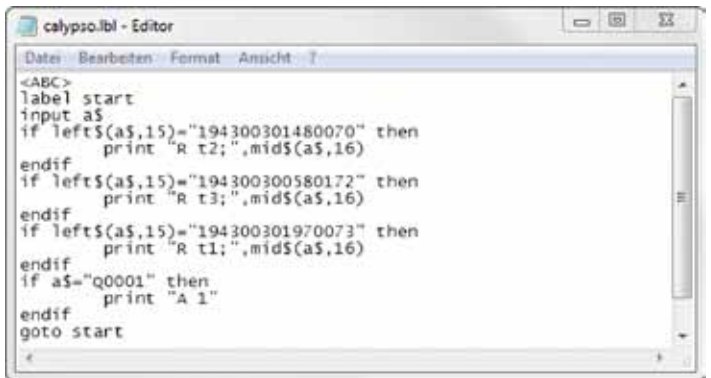 calypso.lbl - Editor
Datei Bearbeiten Format Ansicht ?
<ABC>
label start
input a$
if left$(a$,15)="194300301480070" then
print "R t2;",mid$(a$,16)
endif
if left$(a$,15)="194300300580172" then
print "R t3;",mid$(a$,16)
endif
if left$(a$,15)="194300301970073" then
print "R t1;",mid$(a$,16)
endif
if a$="Q0001" then
print "A 1"
endif
goto start